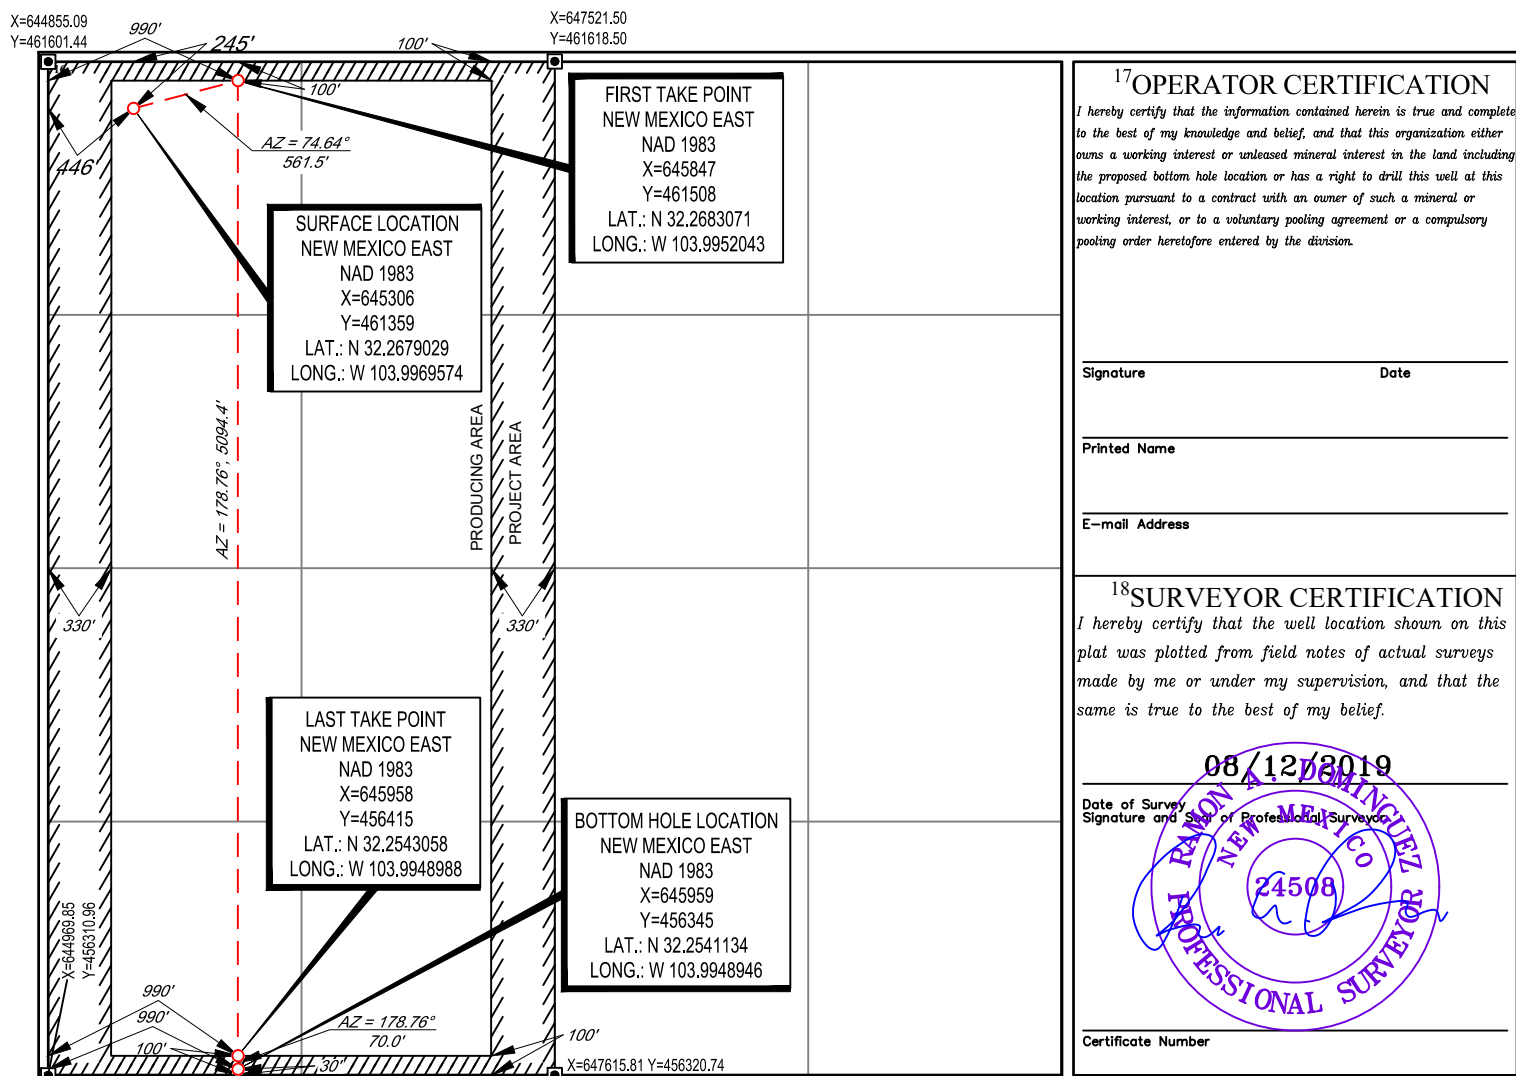 X=644855.09
Y=461601.44
990'
245'
100'
X=647521.50
Y=461618.50
100'
446'
AZ = 74.64°
561.5'
FIRST TAKE POINT
NEW MEXICO EAST
NAD 1983
X=645847
Y=461508
LAT.: N 32.2683071
LONG.: W 103.9952043
SURFACE LOCATION
NEW MEXICO EAST
NAD 1983
X=645306
Y=461359
LAT.: N 32.2679029
LONG.: W 103.9969574
AZ = 178.76°, 5094.4'
PRODUCING AREA
PROJECT AREA
330'
330'
LAST TAKE POINT
NEW MEXICO EAST
NAD 1983
X=645958
Y=456415
LAT.: N 32.2543058
LONG.: W 103.9948988
BOTTOM HOLE LOCATION
NEW MEXICO EAST
NAD 1983
X=645959
Y=456345
LAT.: N 32.2541134
LONG.: W 103.9948946
X=644969.85
Y=456310.96
990'
990'
100'
AZ = 178.76°
70.0'
30'
100'
X=647615.81 Y=456320.74
17OPERATOR CERTIFICATION
I hereby certify that the information contained herein is true and complete
to the best of my knowledge and belief, and that this organization either
owns a working interest or unleased mineral interest in the land including
the proposed bottom hole location or has a right to drill this well at this
location pursuant to a contract with an owner of such a mineral or
working interest, or to a voluntary pooling agreement or a compulsory
pooling order heretofore entered by the division.
Signature Date
Printed Name
E-mail Address
18SURVEYOR CERTIFICATION
I hereby certify that the well location shown on this
plat was plotted from field notes of actual surveys
made by me or under my supervision, and that the
same is true to the best of my belief.
08/12/2019
Date of Survey
Signature and Seal of Professional Surveyor
RAMON A. DOMINGUEZ
NEW MEXICO
24508
PROFESSIONAL SURVEYOR
Certificate Number